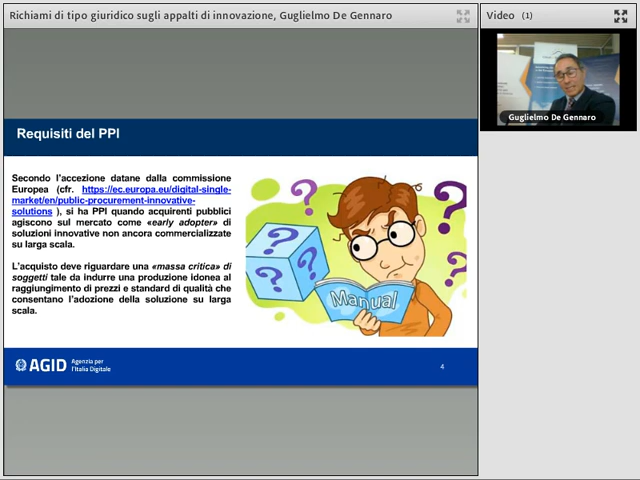 Richiami di tipo giuridico sugli appalti di innovazione, Guglielmo De Gennaro
Video (1)
Guglielmo De Gennaro
Requisiti del PPI
Secondo l'accezione datane dalla commissione
Europea (cfr. https://ec.europa.eu/digital-single-
market/en/public-procurement-innovative-
solutions ), si ha PPI quando acquirenti pubblici
agiscono sul mercato come «early adopter» di
soluzioni innovative non ancora commercializzate
su larga scala.
L'acquisto deve riguardare una «massa critica» di
soggetti tale da indurre una produzione idonea al
raggiungimento di prezzi e standard di qualità che
consentano l'adozione della soluzione su larga
scala.
? ? ? ? ? ?
Manual
AGID Agenzia per
l'Italia Digitale
4